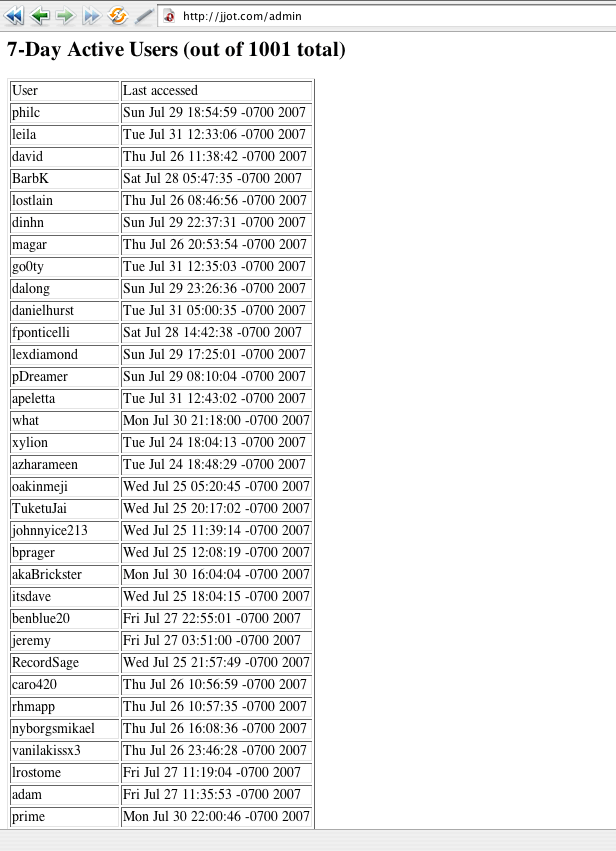 http://jjot.com/admin
7-Day Active Users (out of 1001 total)
User Last accessed
philc Sun Jul 29 18:54:59 -0700 2007
leila Tue Jul 31 12:33:06 -0700 2007
david Thu Jul 26 11:38:42 -0700 2007
BarbK Sat Jul 28 05:47:35 -0700 2007
lostlain Thu Jul 26 08:46:56 -0700 2007
dinhn Sun Jul 29 22:37:31 -0700 2007
magar Thu Jul 26 20:53:54 -0700 2007
go0ty Tue Jul 31 12:35:03 -0700 2007
dalong Sun Jul 29 23:26:36 -0700 2007
danielhurst Tue Jul 31 05:00:35 -0700 2007
fponticelli Sat Jul 28 14:42:38 -0700 2007
lexdiamond Sun Jul 29 17:25:01 -0700 2007
pDreamer Sun Jul 29 08:10:04 -0700 2007
apeletta Tue Jul 31 12:43:02 -0700 2007
what Mon Jul 30 21:18:00 -0700 2007
xylion Tue Jul 24 18:04:13 -0700 2007
azharameen Tue Jul 24 18:48:29 -0700 2007
oakinmeji Wed Jul 25 05:20:45 -0700 2007
TuketuJai Wed Jul 25 20:17:02 -0700 2007
johnnyice213 Wed Jul 25 11:39:14 -0700 2007
bprager Wed Jul 25 12:08:19 -0700 2007
akaBrickster Mon Jul 30 16:04:04 -0700 2007
itsdave Wed Jul 25 18:04:15 -0700 2007
benblue20 Fri Jul 27 22:55:01 -0700 2007
jeremy Fri Jul 27 03:51:00 -0700 2007
RecordSage Wed Jul 25 21:57:49 -0700 2007
caro420 Thu Jul 26 10:56:59 -0700 2007
rhmapp Thu Jul 26 10:57:35 -0700 2007
nyborgsmikael Thu Jul 26 16:08:36 -0700 2007
vanilakissx3 Thu Jul 26 23:46:28 -0700 2007
lrostome Fri Jul 27 11:19:04 -0700 2007
adam Fri Jul 27 11:35:53 -0700 2007
prime Mon Jul 30 22:00:46 -0700 2007